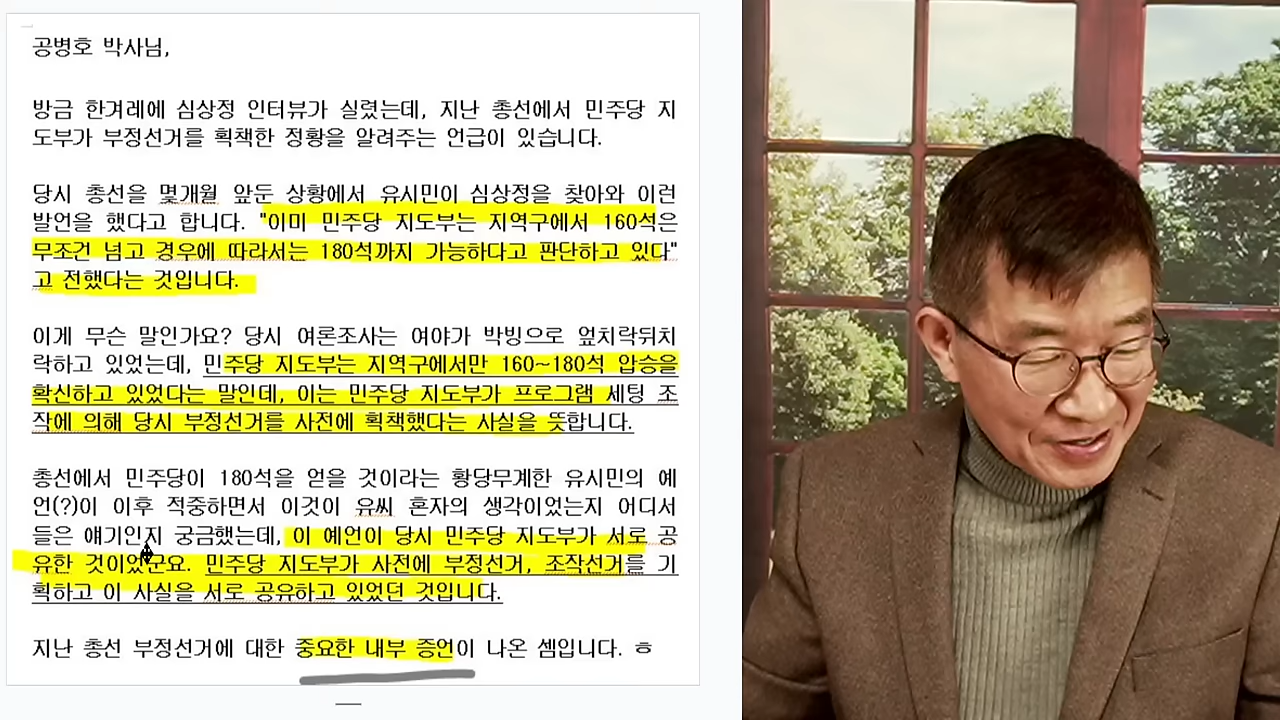 공병호 박사님,
방금 한겨레에 심상정 인터뷰가 실렸는데, 지난 총선에서 민주당 지
도부가 부정선거를 획책한 정황을 알려주는 언급이 있습니다.
당시 총선을 몇개월 앞둔 상황에서 유시민이 심상정을 찾아와 이런
발언을 했다고 합니다. "이미 민주당 지도부는 지역구에서 160석은
무조건 넘고 경우에 따라서는 180석까지 가능하다고 판단하고 있다"
고 전했다는 것입니다.
이게 무슨 말인가요? 당시 여론조사는 여야가 박빙으로 엎치락뒤치
락하고 있었는데, 민주당 지도부는 지역구에서만 160~180석 압승을
확신하고 있었다는 말인데, 이는 민주당 지도부가 프로그램 세팅 조
작에 의해 당시 부정선거를 사전에 획책했다는 사실을 뜻합니다.
총선에서 민주당이 180석을 얻을 것이라는 황당무계한 유시민의 예
언(?)이 이후 적중하면서 이것이 유씨 혼자의 생각이었는지 어디서
들은 얘기인지 궁금했는데, 이 예언이 당시 민주당 지도부가 서로 공
유한 것이었군요. 민주당 지도부가 사전에 부정선거, 조작선거를 기
획하고 이 사실을 서로 공유하고 있었던 것입니다.
지난 총선 부정선거에 대한 중요한 내부 증언이 나온 셈입니다. ㅎ